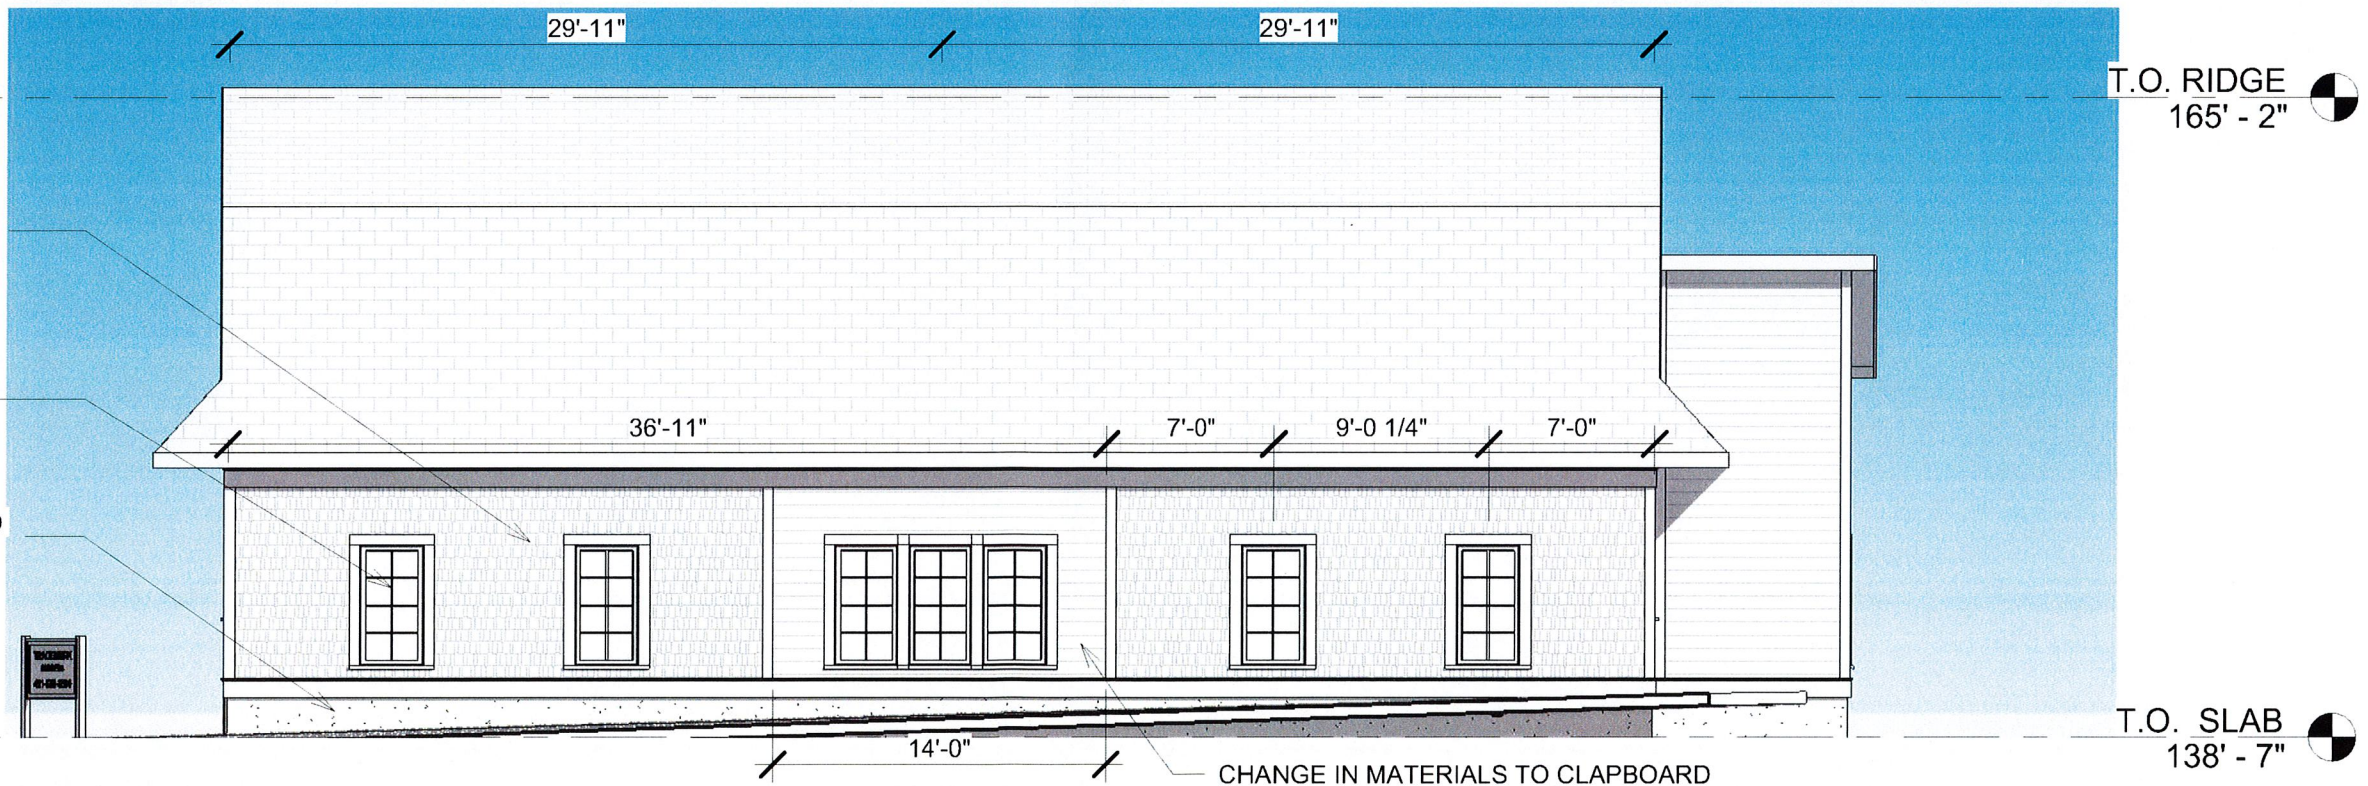 29'-11"
29'-11"
T.O. RIDGE
165' - 2"
36'-11"
7'-0"
9'-0 1/4"
7'-0"
T.O. SLAB
138' - 7"
14'-0"
CHANGE IN MATERIALS TO CLAPBOARD